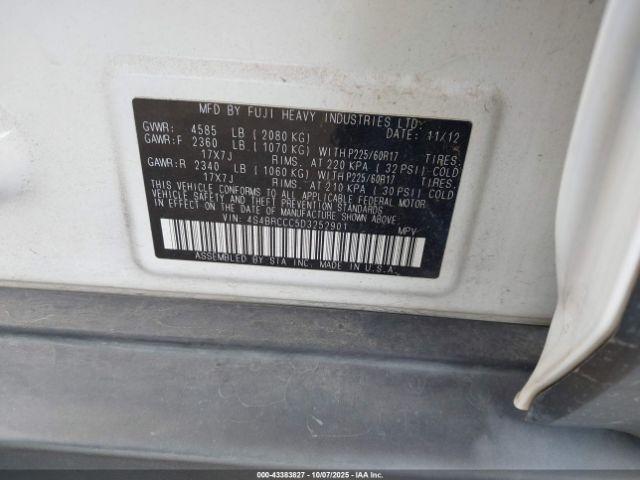 MFD BY FUJI HEAVY INDUSTRIES LTD.
GVWR: 4585 LB (2080 KG) DATE: 11/12
GAWR:F 2360 LB (1070 KG) WITH P225/60R17 TIRES.
17X7J RIMS. AT 220 KPA (32 PSI) COLD
GAWR:R 2340 LB (1060 KG) WITH P225/60R17 TIRES.
17X7J RIMS. AT 210 KPA (30 PSI) COLD
THIS VEHICLE CONFORMS TO ALL APPLICABLE FEDERAL MOTOR
VEHICLE SAFETY AND THEFT PREVENTION STANDARDS IN EFFECT
ON THE DATE OF MANUFACTURE SHOWN ABOVE.
VIN: 4S4BRCCC5D3252901 MPV
ASSEMBLED BY SIA INC. MADE IN U.S.A.
© IAA 000-43383827 | 10/07/2025 | © IAA